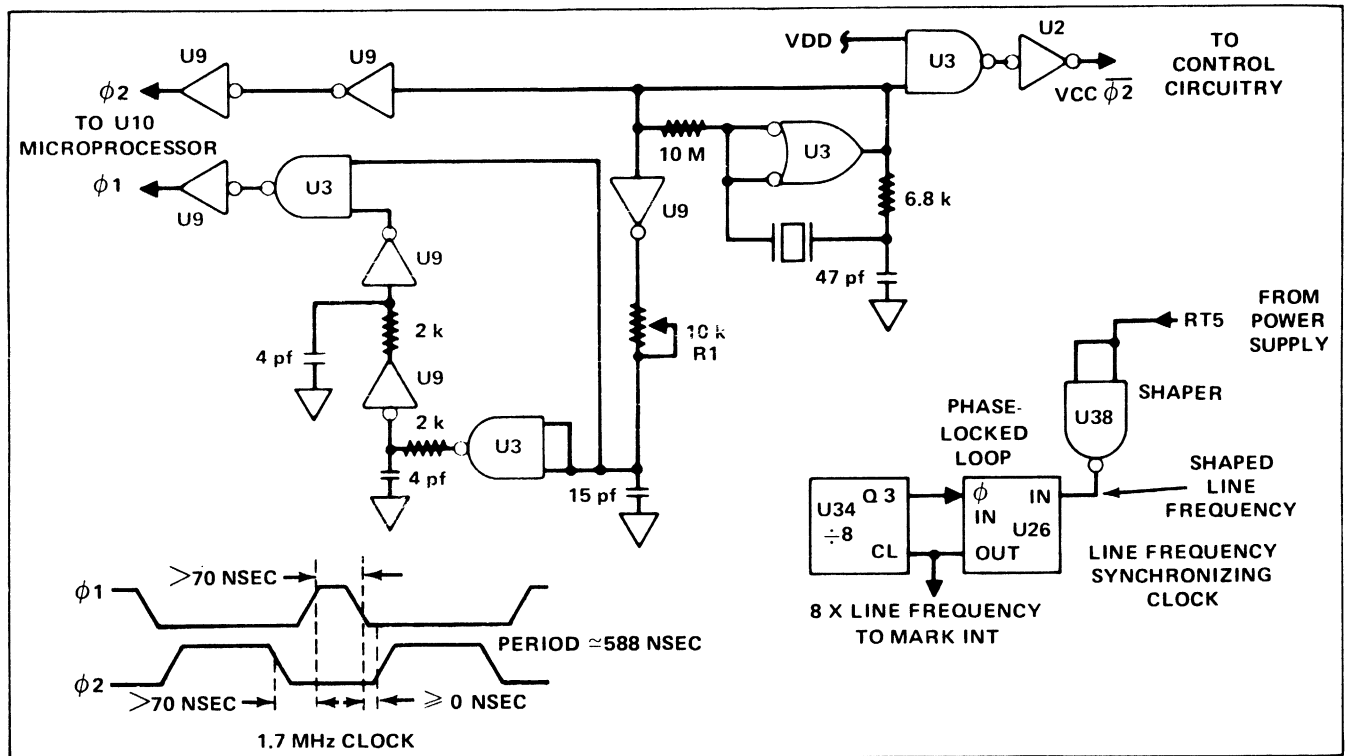 U9
U9
VDD
U3
U2
TO
CONTROL
CIRCUITRY
VCC φ2
φ2
TO U10
MICROPROCESSOR
φ1
U9
U3
10 M
U3
6.8 k
U9
U9
47 pf
2 k
4 pf
10 k
R1
U9
2 k
U3
4 pf
15 pf
FROM
POWER
SUPPLY
RT5
SHAPER
U38
PHASE-
LOCKED
LOOP
SHAPED
LINE
FREQUENCY
U34
÷8
Q 3
CL
φ
IN
IN
U26
OUT
LINE FREQUENCY
SYNCHRONIZING
CLOCK
8 X LINE FREQUENCY
TO MARK INT
>70 NSEC
φ1
PERIOD ≃588 NSEC
φ2
>70 NSEC
≥ 0 NSEC
1.7 MHz CLOCK